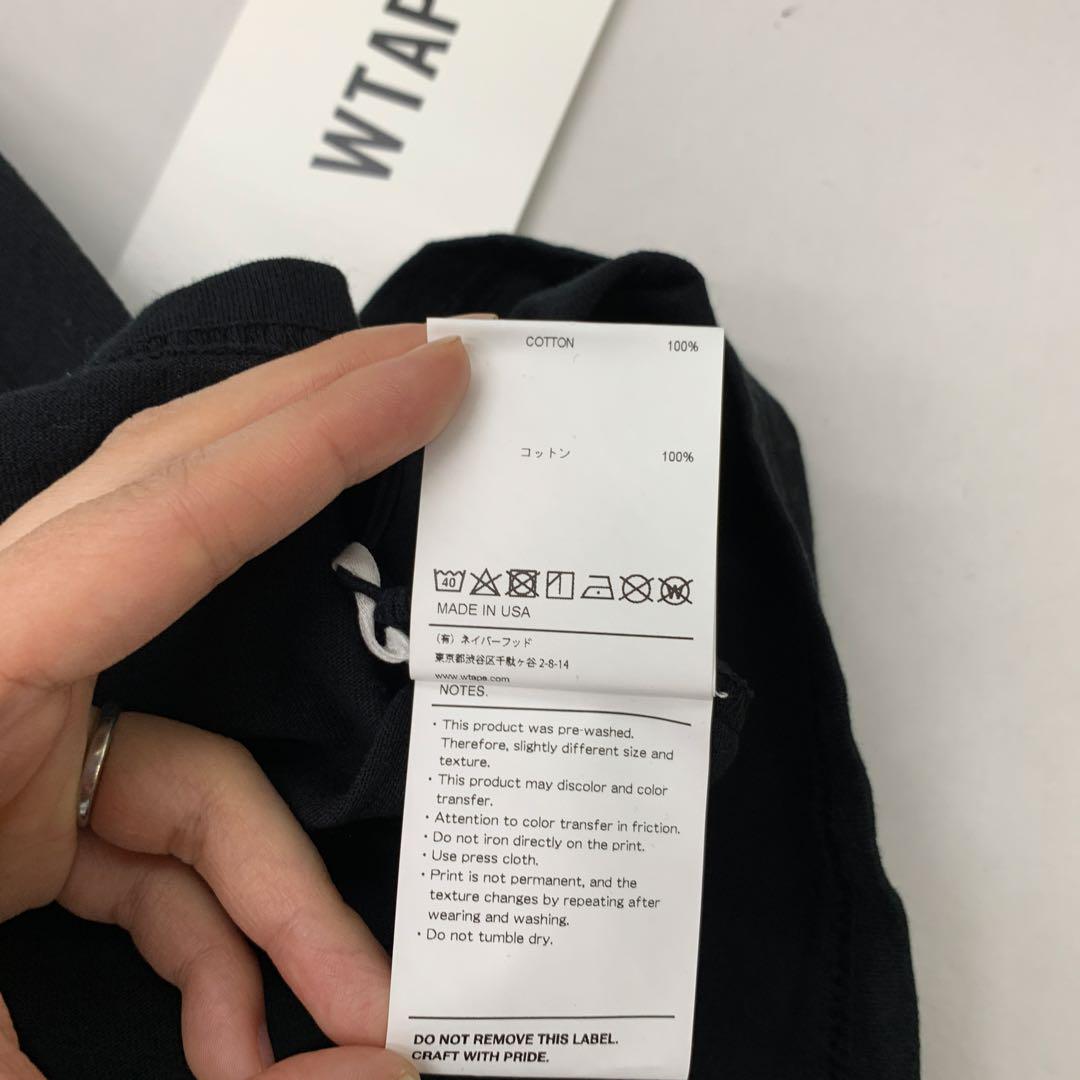 WTAP
COTTON 100%
コットン 100%
40 W
MADE IN USA
（有）ネイバーフッド
東京都渋谷区千駄ヶ谷 2-8-14
www.wtaps.com
NOTES.
・This product was pre-washed.
Therefore, slightly different size and
texture.
・This product may discolor and color
transfer.
・Attention to color transfer in friction.
・Do not iron directly on the print.
・Use press cloth.
・Print is not permanent, and the
texture changes by repeating after
wearing and washing.
・Do not tumble dry.
DO NOT REMOVE THIS LABEL.
CRAFT WITH PRIDE.